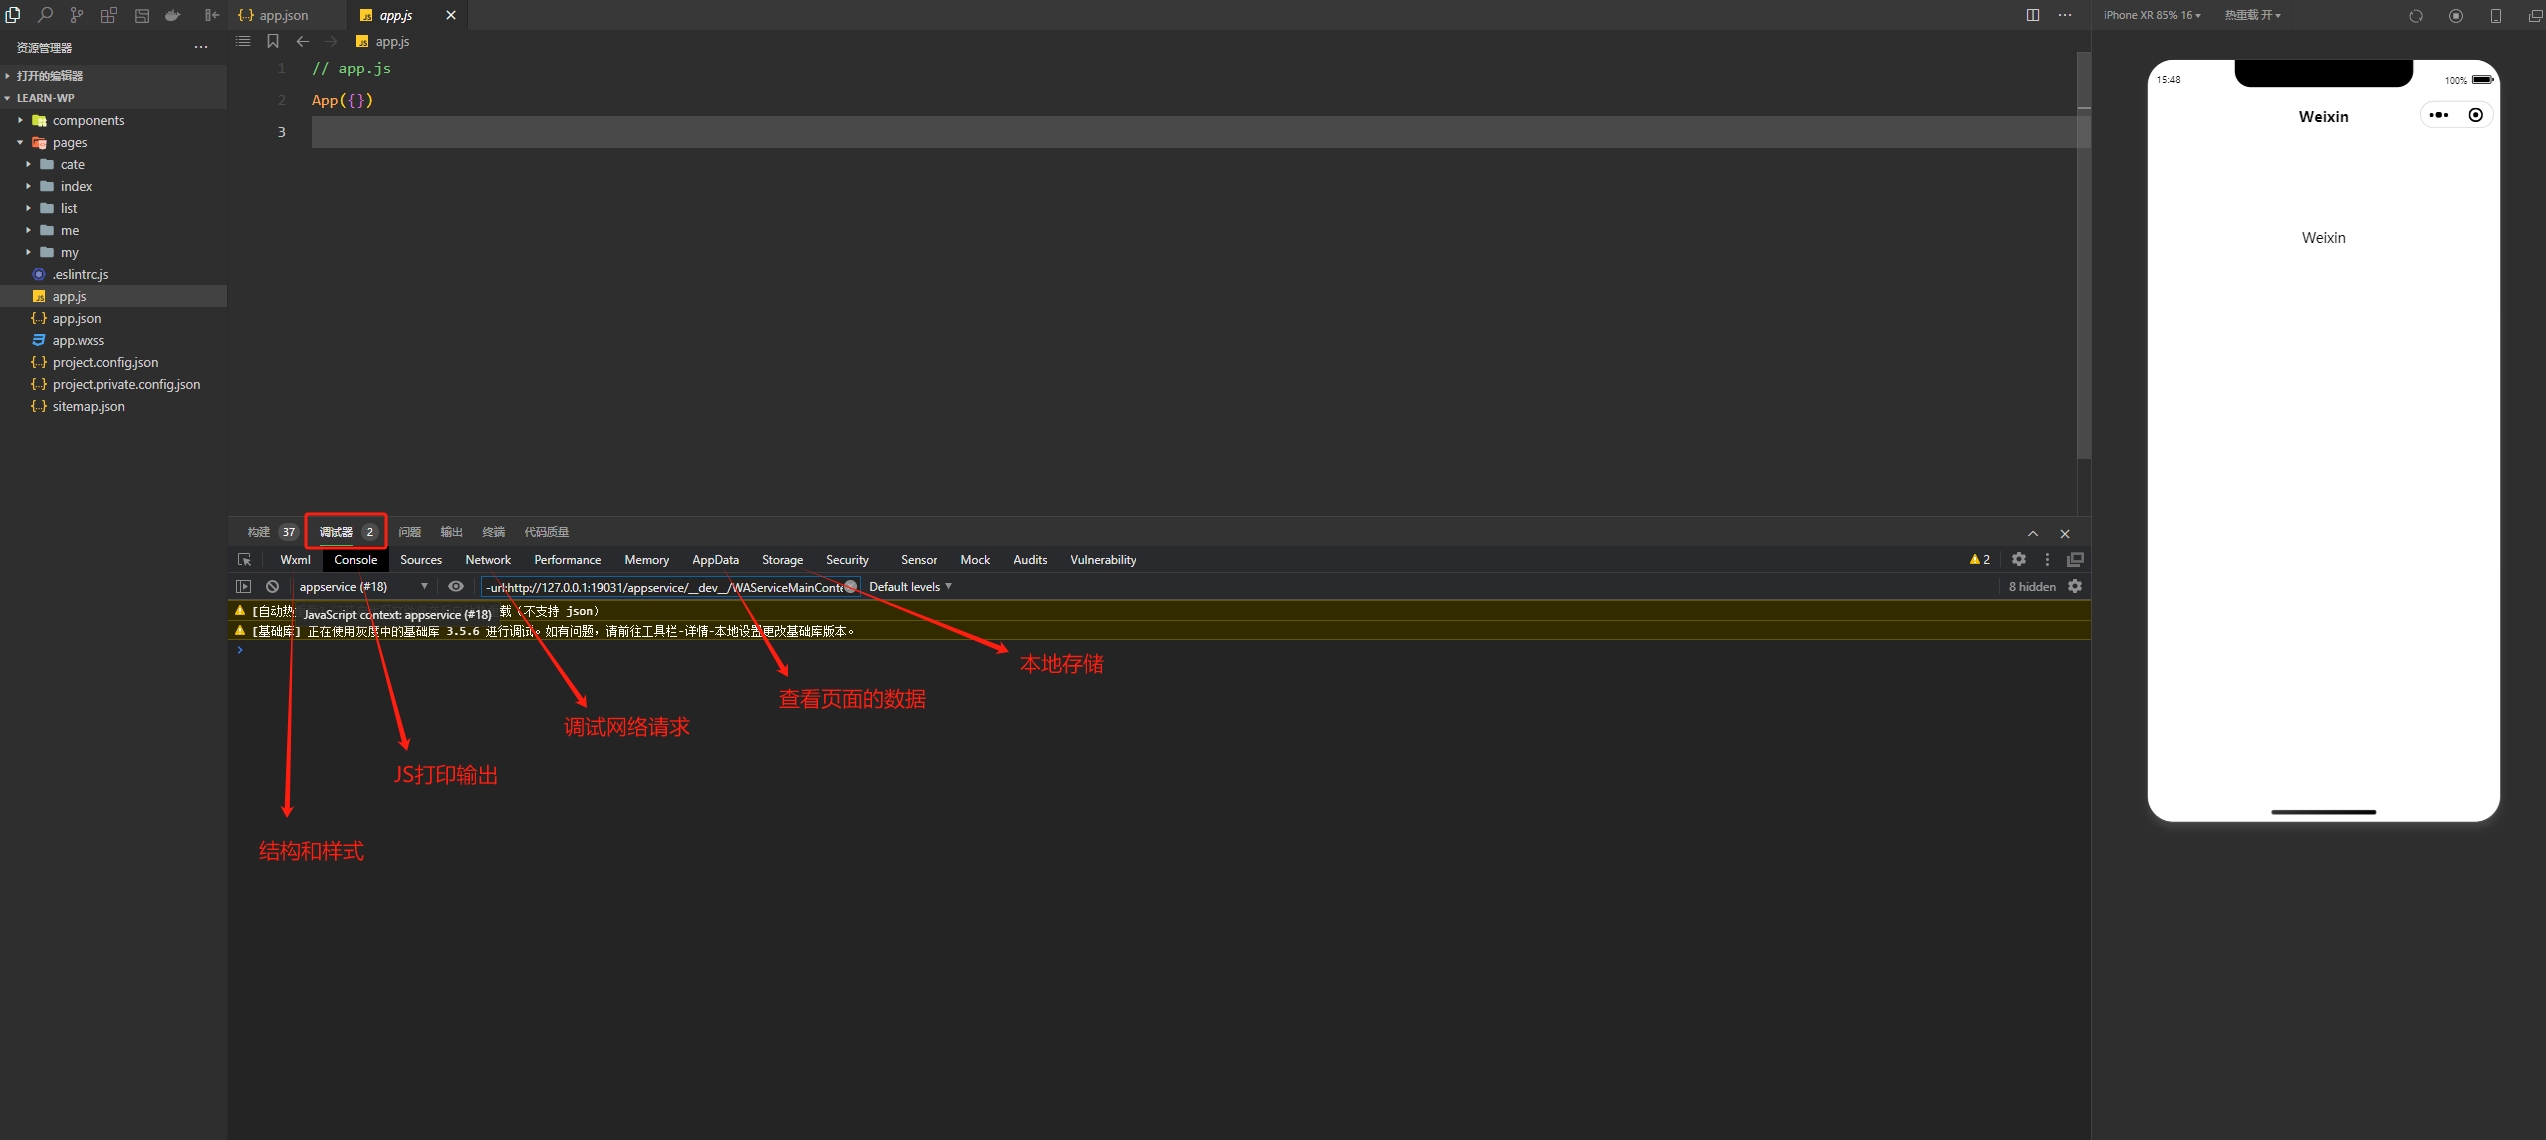 app.json
app.js
iPhone XR 85% 16
热重载 开
资源管理器
app.js
打开的编辑器
LEARN-WP
components
pages
cate
index
list
me
my
.eslintrc.js
app.js
app.json
app.wxss
project.config.json
project.private.config.json
sitemap.json
1 // app.js
2 App({})
3
15:48
100%
Weixin
Weixin
构建 37 调试器 2 问题 输出 终端 代码质量
Wxml Console Sources Network Performance Memory AppData Storage Security Sensor Mock Audits Vulnerability
2
appservice (#18)
-url:http://127.0.0.1:19031/appservice/__dev__/WAServiceMainConte
Default levels
8 hidden
[自动热
载（不支持 json）
JavaScript context: appservice (#18)
[基础库] 正在使用灰度中的基础库 3.5.6 进行调试。如有问题，请前往工具栏-详情-本地设置更改基础库版本。
本地存储
查看页面的数据
调试网络请求
JS打印输出
结构和样式